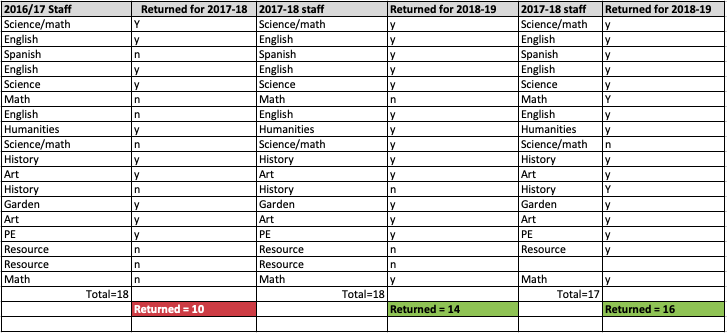 2016/17 Staff Returned for 2017-18 2017-18 staff Returned for 2018-19 2017-18 staff Returned for 2018-19
Science/math Y Science/math y Science/math y
English y English y English y
Spanish n Spanish y Spanish y
English y English y English y
Science y Science y Science y
Math n Math n Math Y
English n English y English y
Humanities y Humanities y Humanities y
Science/math n Science/math y Science/math n
History y History y History y
Art y Art y Art y
History n History n History Y
Garden y Garden y Garden y
Art y Art y Art y
PE y PE y PE y
Resource n Resource n Resource y
Resource n Resource n
Math n Math y Math y
Total=18 Total=18 Total=17
Returned = 10 Returned = 14 Returned = 16